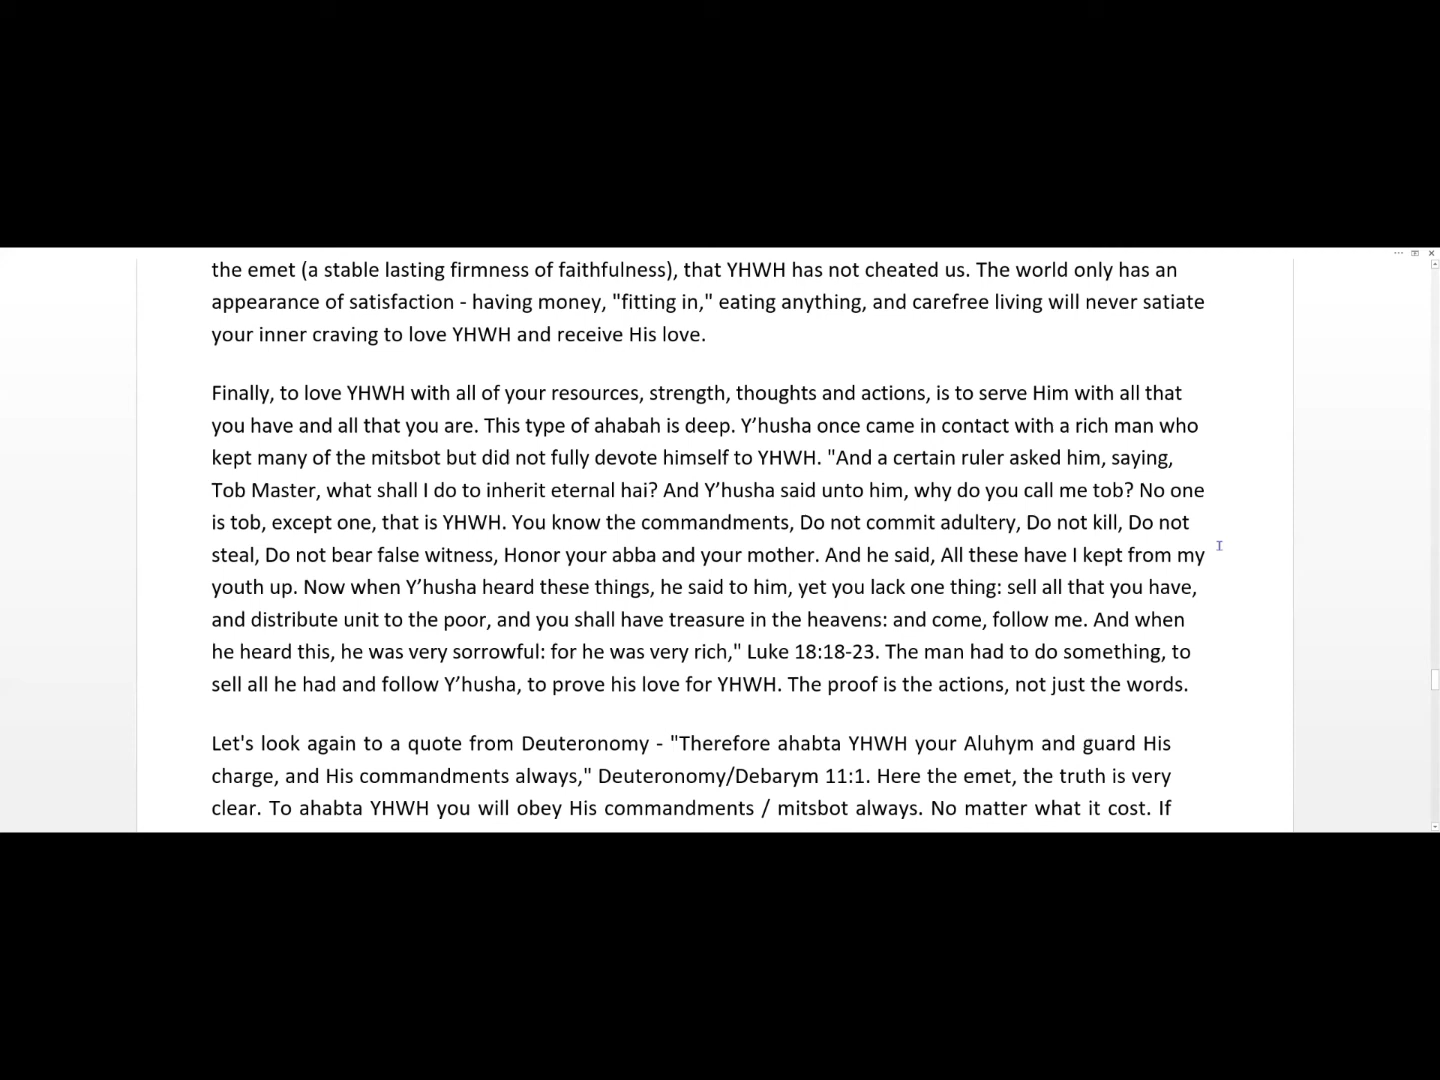 the emet (a stable lasting firmness of faithfulness), that YHWH has not cheated us. The world only has an
appearance of satisfaction - having money, "fitting in," eating anything, and carefree living will never satiate
your inner craving to love YHWH and receive His love.
Finally, to love YHWH with all of your resources, strength, thoughts and actions, is to serve Him with all that
you have and all that you are. This type of ahabah is deep. Y’husha once came in contact with a rich man who
kept many of the mitsbot but did not fully devote himself to YHWH. "And a certain ruler asked him, saying,
Tob Master, what shall I do to inherit eternal hai? And Y’husha said unto him, why do you call me tob? No one
is tob, except one, that is YHWH. You know the commandments, Do not commit adultery, Do not kill, Do not
steal, Do not bear false witness, Honor your abba and your mother. And he said, All these have I kept from my
youth up. Now when Y’husha heard these things, he said to him, yet you lack one thing: sell all that you have,
and distribute unit to the poor, and you shall have treasure in the heavens: and come, follow me. And when
he heard this, he was very sorrowful: for he was very rich," Luke 18:18-23. The man had to do something, to
sell all he had and follow Y’husha, to prove his love for YHWH. The proof is the actions, not just the words.
Let's look again to a quote from Deuteronomy - "Therefore ahabta YHWH your Aluhym and guard His
charge, and His commandments always," Deuteronomy/Debarym 11:1. Here the emet, the truth is very
clear. To ahabta YHWH you will obey His commandments / mitsbot always. No matter what it cost. If